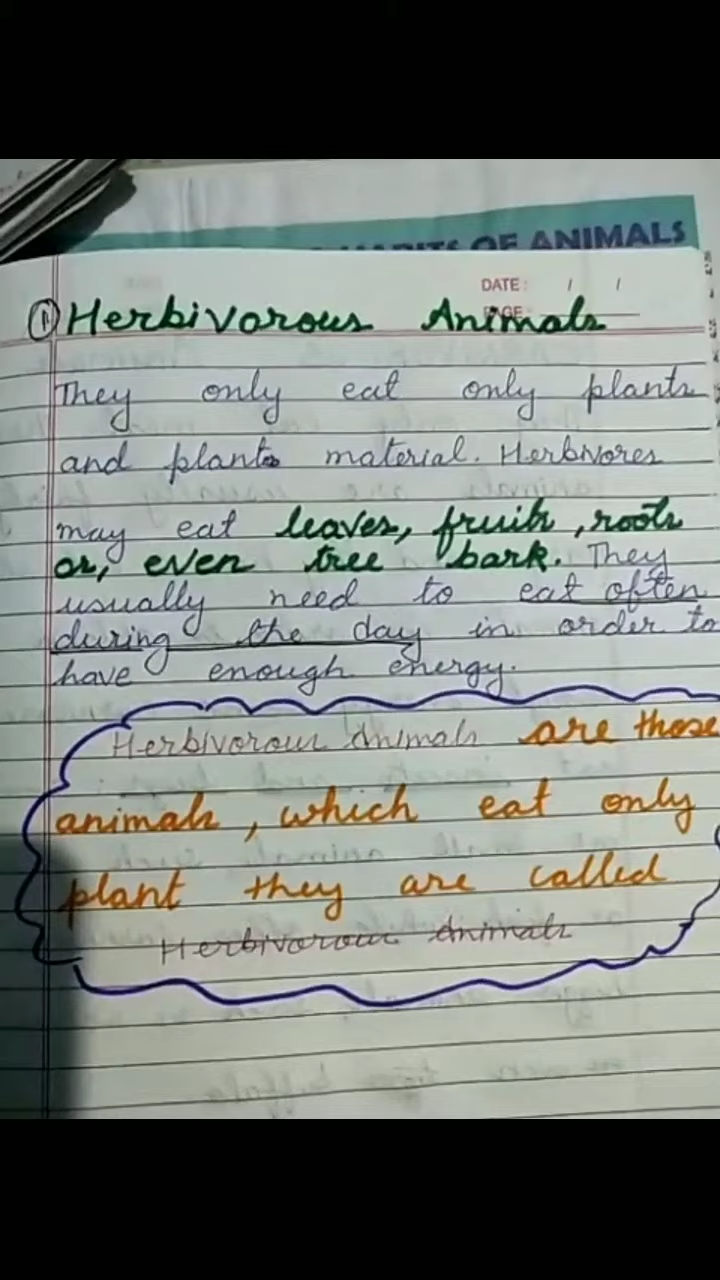 HABITS OF ANIMALS
DATE: / /
PAGE:
① Herbivorous Animals
They only eat only plants
and plants material. Herbivores
may eat leaves, fruits, roots
or, even tree bark. They
usually need to eat often
during the day in order to
have enough energy.
Herbivorous Animals are those
animals, which eat only
plant they are called
Herbivorous Animals